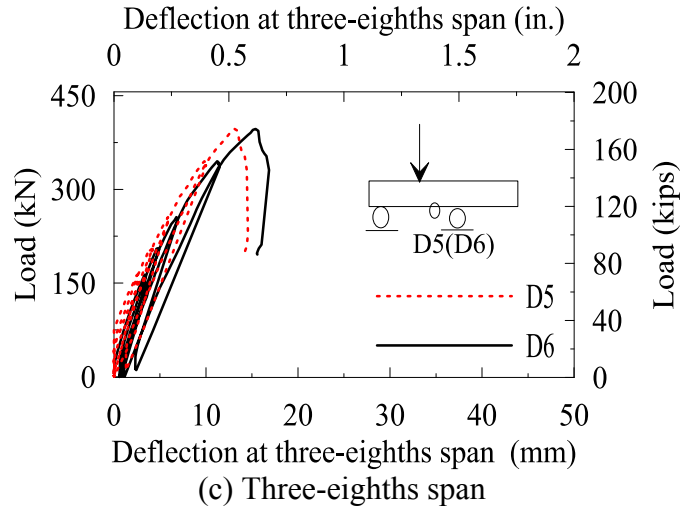 Deflection at three-eighths span (in.)
0 0.5 1 1.5 2
450 200
300 160
150 120
0 80
40
0
Load (kN)
Load (kips)
D5(D6)
D5
D6
0 10 20 30 40 50
Deflection at three-eighths span (mm)
(c) Three-eighths span